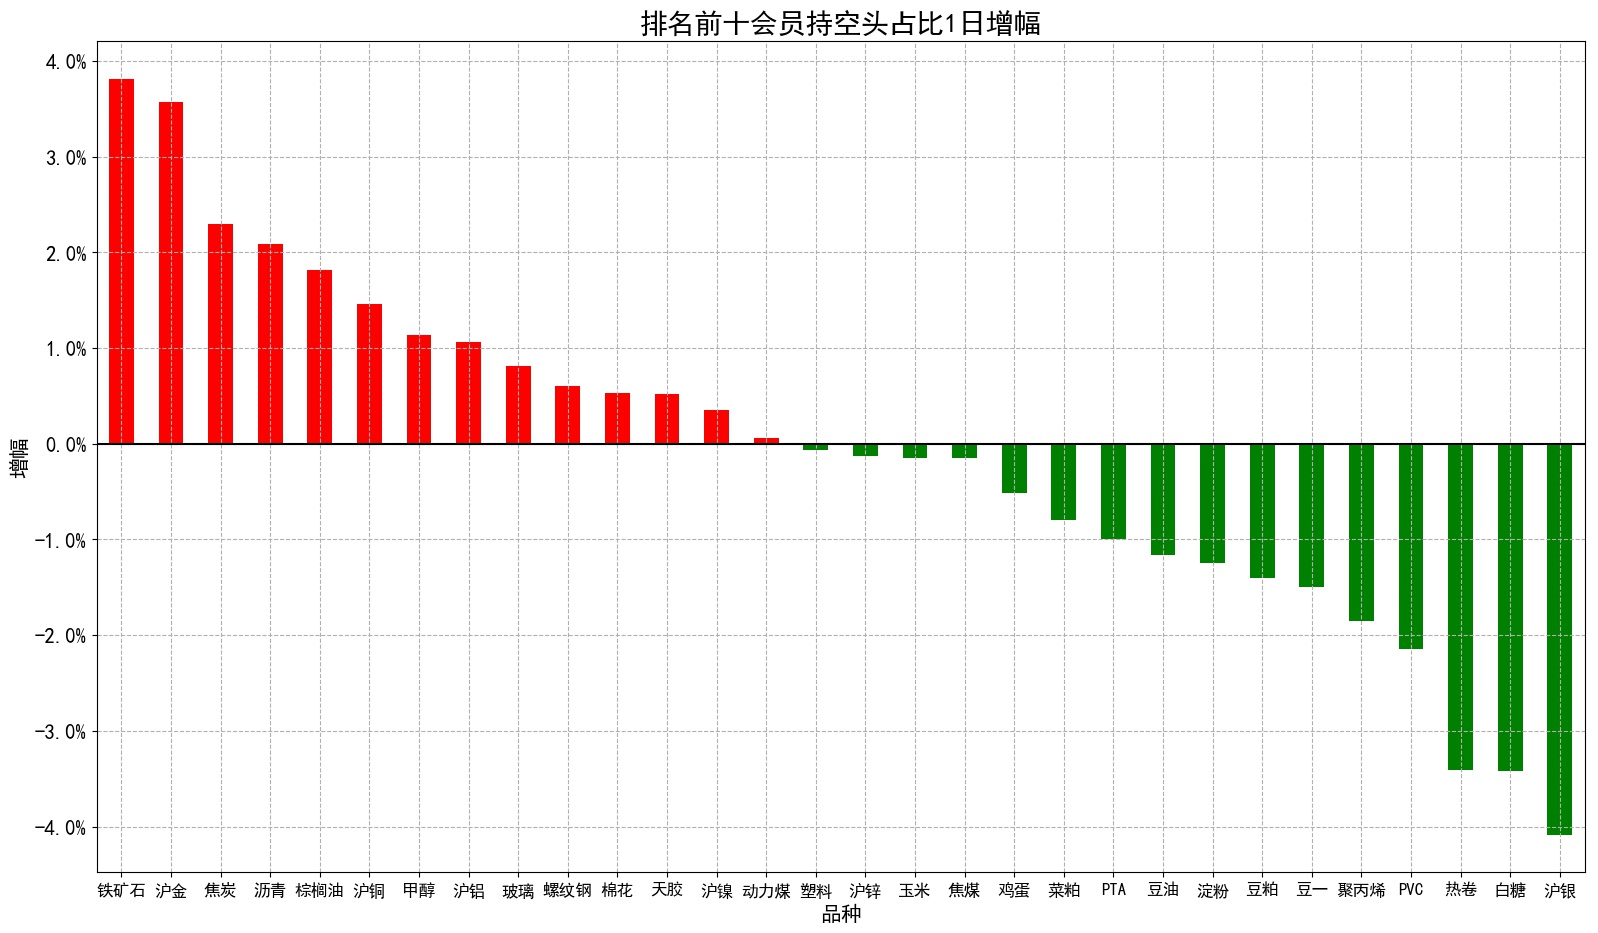 排名前十会员持空头占比1日增幅
4.0%
3.0%
2.0%
1.0%
0.0%
-1.0%
-2.0%
-3.0%
-4.0%
增幅
铁矿石 沪金 焦炭 沥青 棕榈油 沪铜 甲醇 沪铝 玻璃 螺纹钢 棉花 天胶 沪镍 动力煤 塑料 沪锌 玉米 焦煤 鸡蛋 菜粕 PTA 豆油 淀粉 豆粕 豆一 聚丙烯 PVC 热卷 白糖 沪银
品种